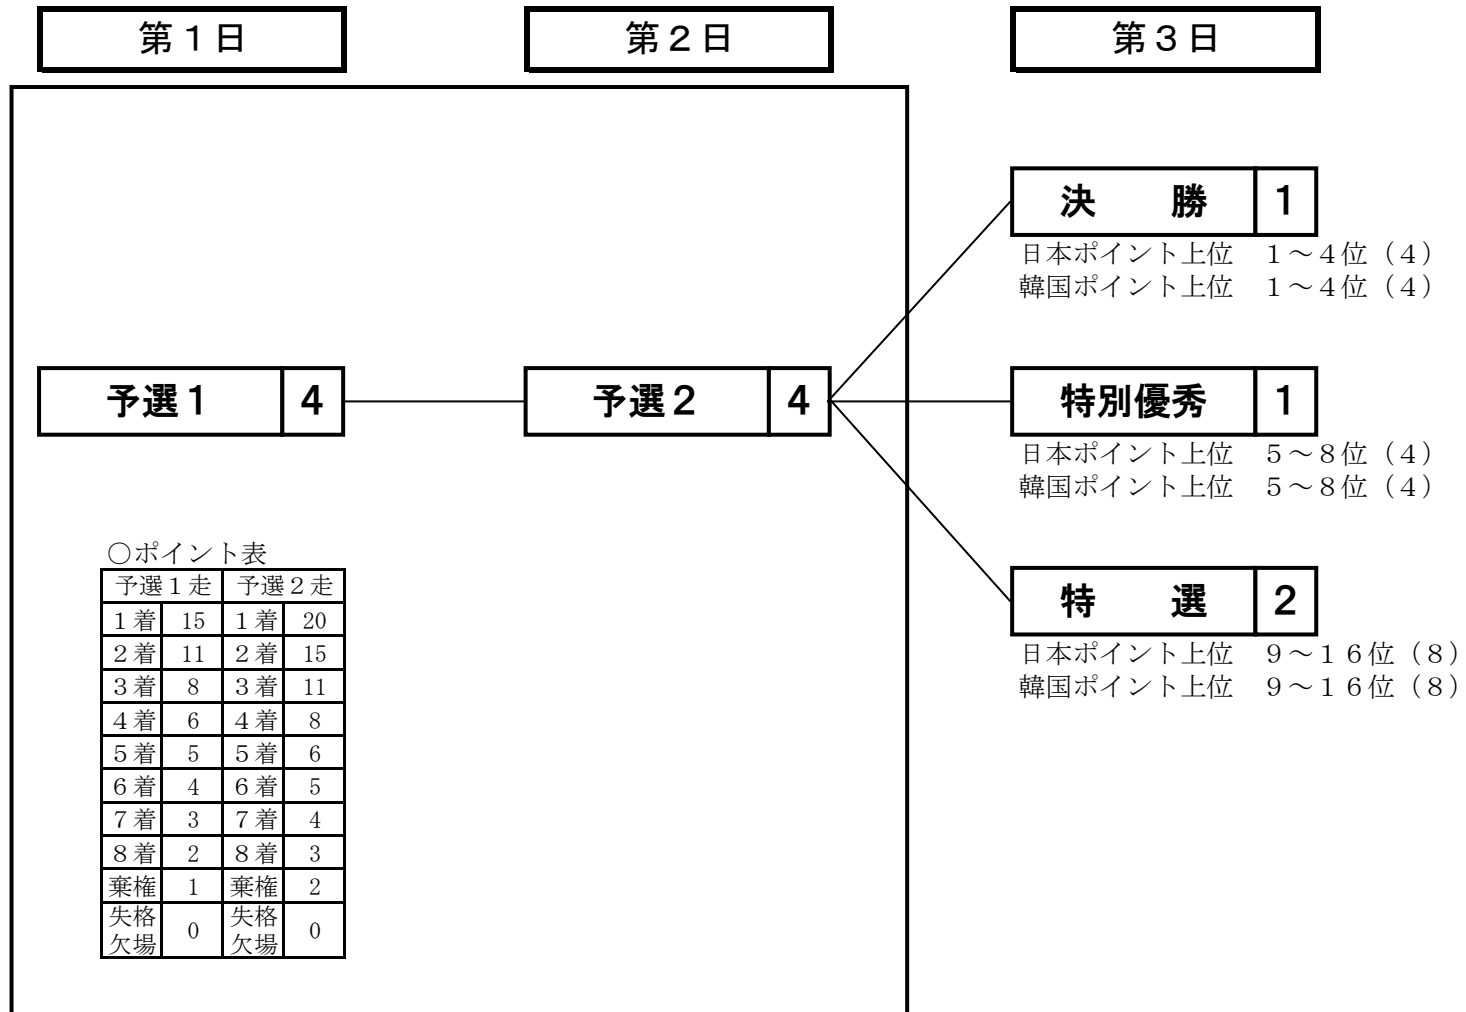 第１日
第２日
第３日
決　　勝 1
日本ポイント上位　１～４位（４）
韓国ポイント上位　１～４位（４）
予選１ 4
予選２ 4
特別優秀 1
日本ポイント上位　５～８位（４）
韓国ポイント上位　５～８位（４）
特　　選 2
日本ポイント上位　９～１６位（８）
韓国ポイント上位　９～１６位（８）
○ポイント表
予選１走 予選２走
１着 15 １着 20
２着 11 ２着 15
３着 8 ３着 11
４着 6 ４着 8
５着 5 ５着 6
６着 4 ６着 5
７着 3 ７着 4
８着 2 ８着 3
棄権 1 棄権 2
失格 失格
0 0
欠場 欠場